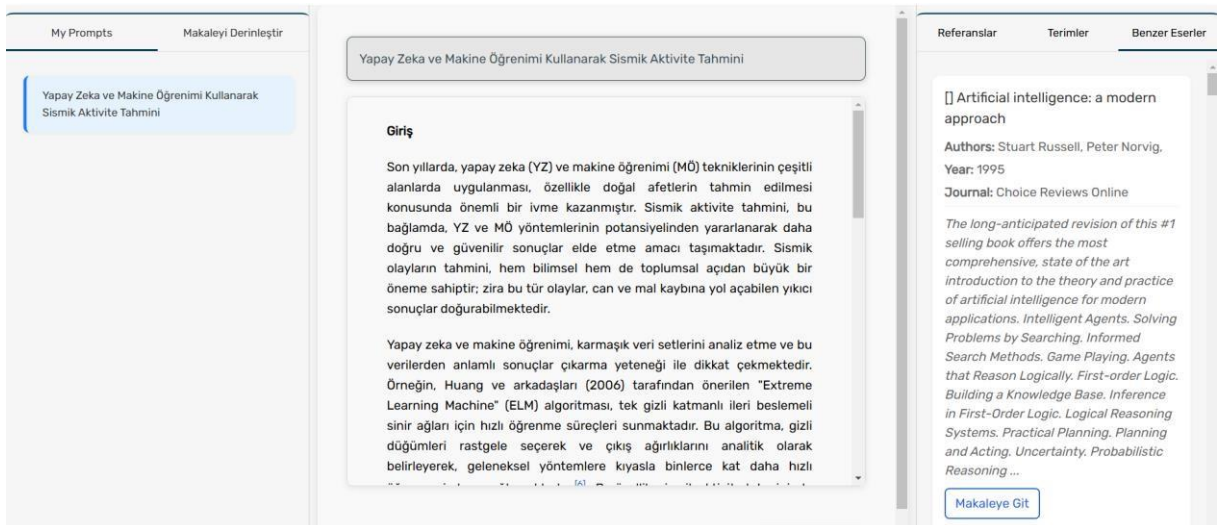 My Prompts
Makaleyi Derinleştir
Yapay Zeka ve Makine Öğrenimi Kullanarak
Sismik Aktivite Tahmini
Yapay Zeka ve Makine Öğrenimi Kullanarak Sismik Aktivite Tahmini
Giriş
Son yıllarda, yapay zeka (YZ) ve makine öğrenimi (MÖ) tekniklerinin çeşitli
alanlarda uygulanması, özellikle doğal afetlerin tahmin edilmesi
konusunda önemli bir ivme kazanmıştır. Sismik aktivite tahmini, bu
bağlamda, YZ ve MÖ yöntemlerinin potansiyelinden yararlanarak daha
doğru ve güvenilir sonuçlar elde etme amacı taşımaktadır. Sismik
olayların tahmini, hem bilimsel hem de toplumsal açıdan büyük bir
öneme sahiptir; zira bu tür olaylar, can ve mal kaybına yol açabilen yıkıcı
sonuçlar doğurabilmektedir.
Yapay zeka ve makine öğrenimi, karmaşık veri setlerini analiz etme ve bu
verilerden anlamlı sonuçlar çıkarma yeteneği ile dikkat çekmektedir.
Örneğin, Huang ve arkadaşları (2006) tarafından önerilen "Extreme
Learning Machine" (ELM) algoritması, tek gizli katmanlı ileri beslemeli
sinir ağları için hızlı öğrenme süreçleri sunmaktadır. Bu algoritma, gizli
düğümleri rastgele seçerek ve çıkış ağırlıklarını analitik olarak
belirleyerek, geleneksel yöntemlere kıyasla binlerce kat daha hızlı
[6]
Referanslar
Terimler
Benzer Eserler
[] Artificial intelligence: a modern
approach
Authors: Stuart Russell, Peter Norvig,
Year: 1995
Journal: Choice Reviews Online
The long-anticipated revision of this #1
selling book offers the most
comprehensive, state of the art
introduction to the theory and practice
of artificial intelligence for modern
applications. Intelligent Agents. Solving
Problems by Searching. Informed
Search Methods. Game Playing. Agents
that Reason Logically. First-order Logic.
Building a Knowledge Base. Inference
in First-Order Logic. Logical Reasoning
Systems. Practical Planning. Planning
and Acting. Uncertainty. Probabilistic
Reasoning ...
Makaleye Git